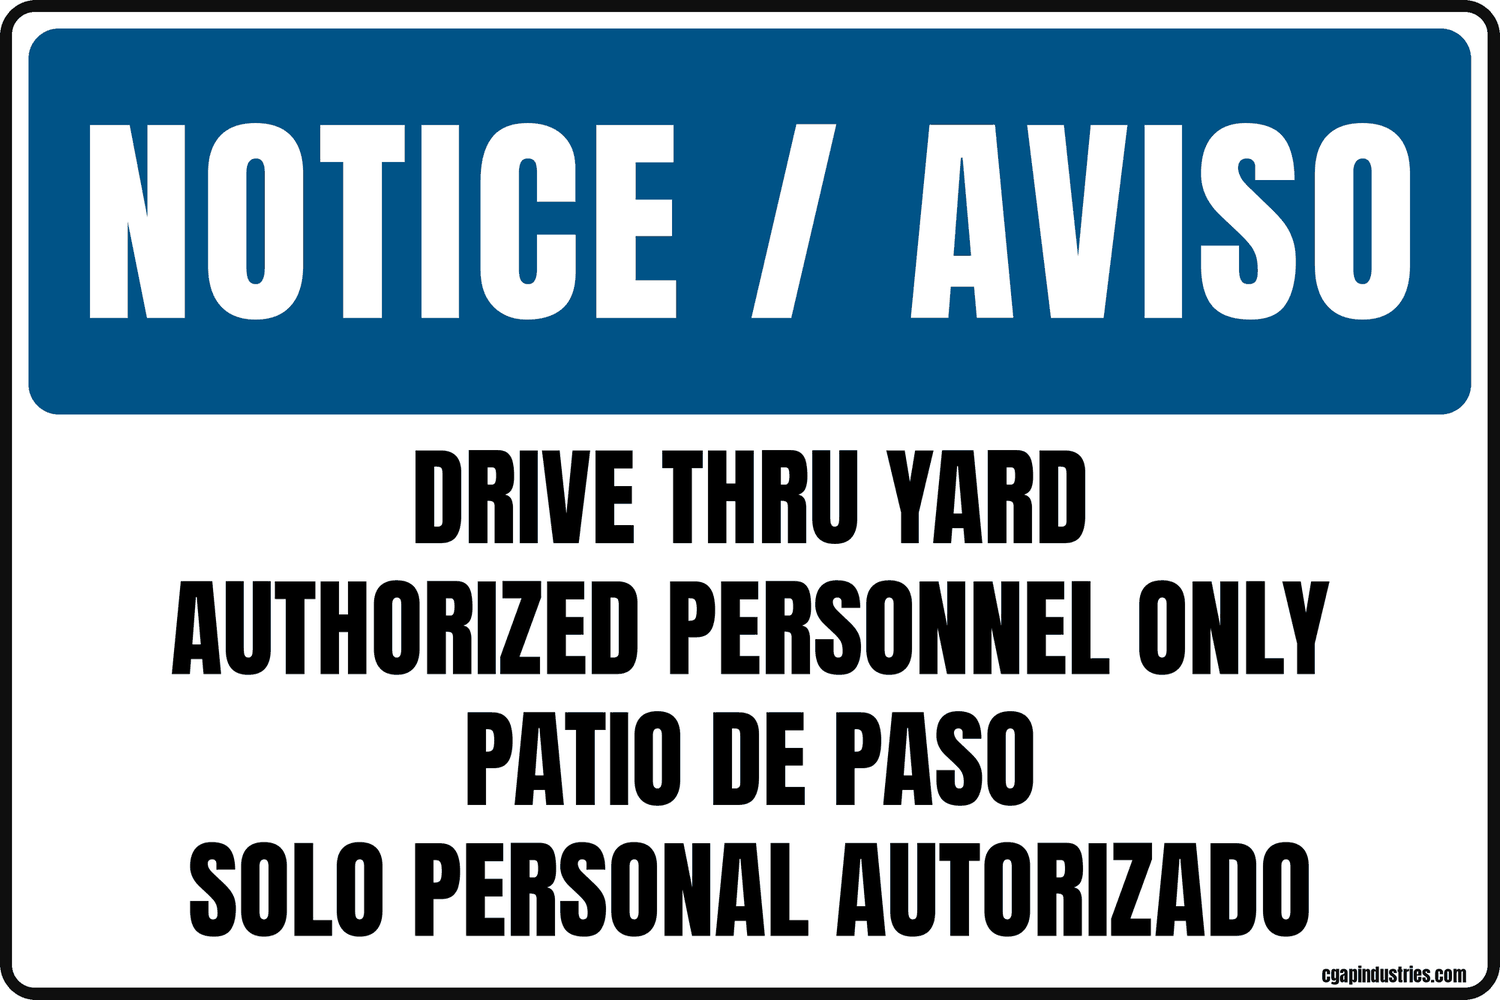 NOTICE / AVISO
DRIVE THRU YARD
AUTHORIZED PERSONNEL ONLY
PATIO DE PASO
SOLO PERSONAL AUTORIZADO
cgapindustries.com